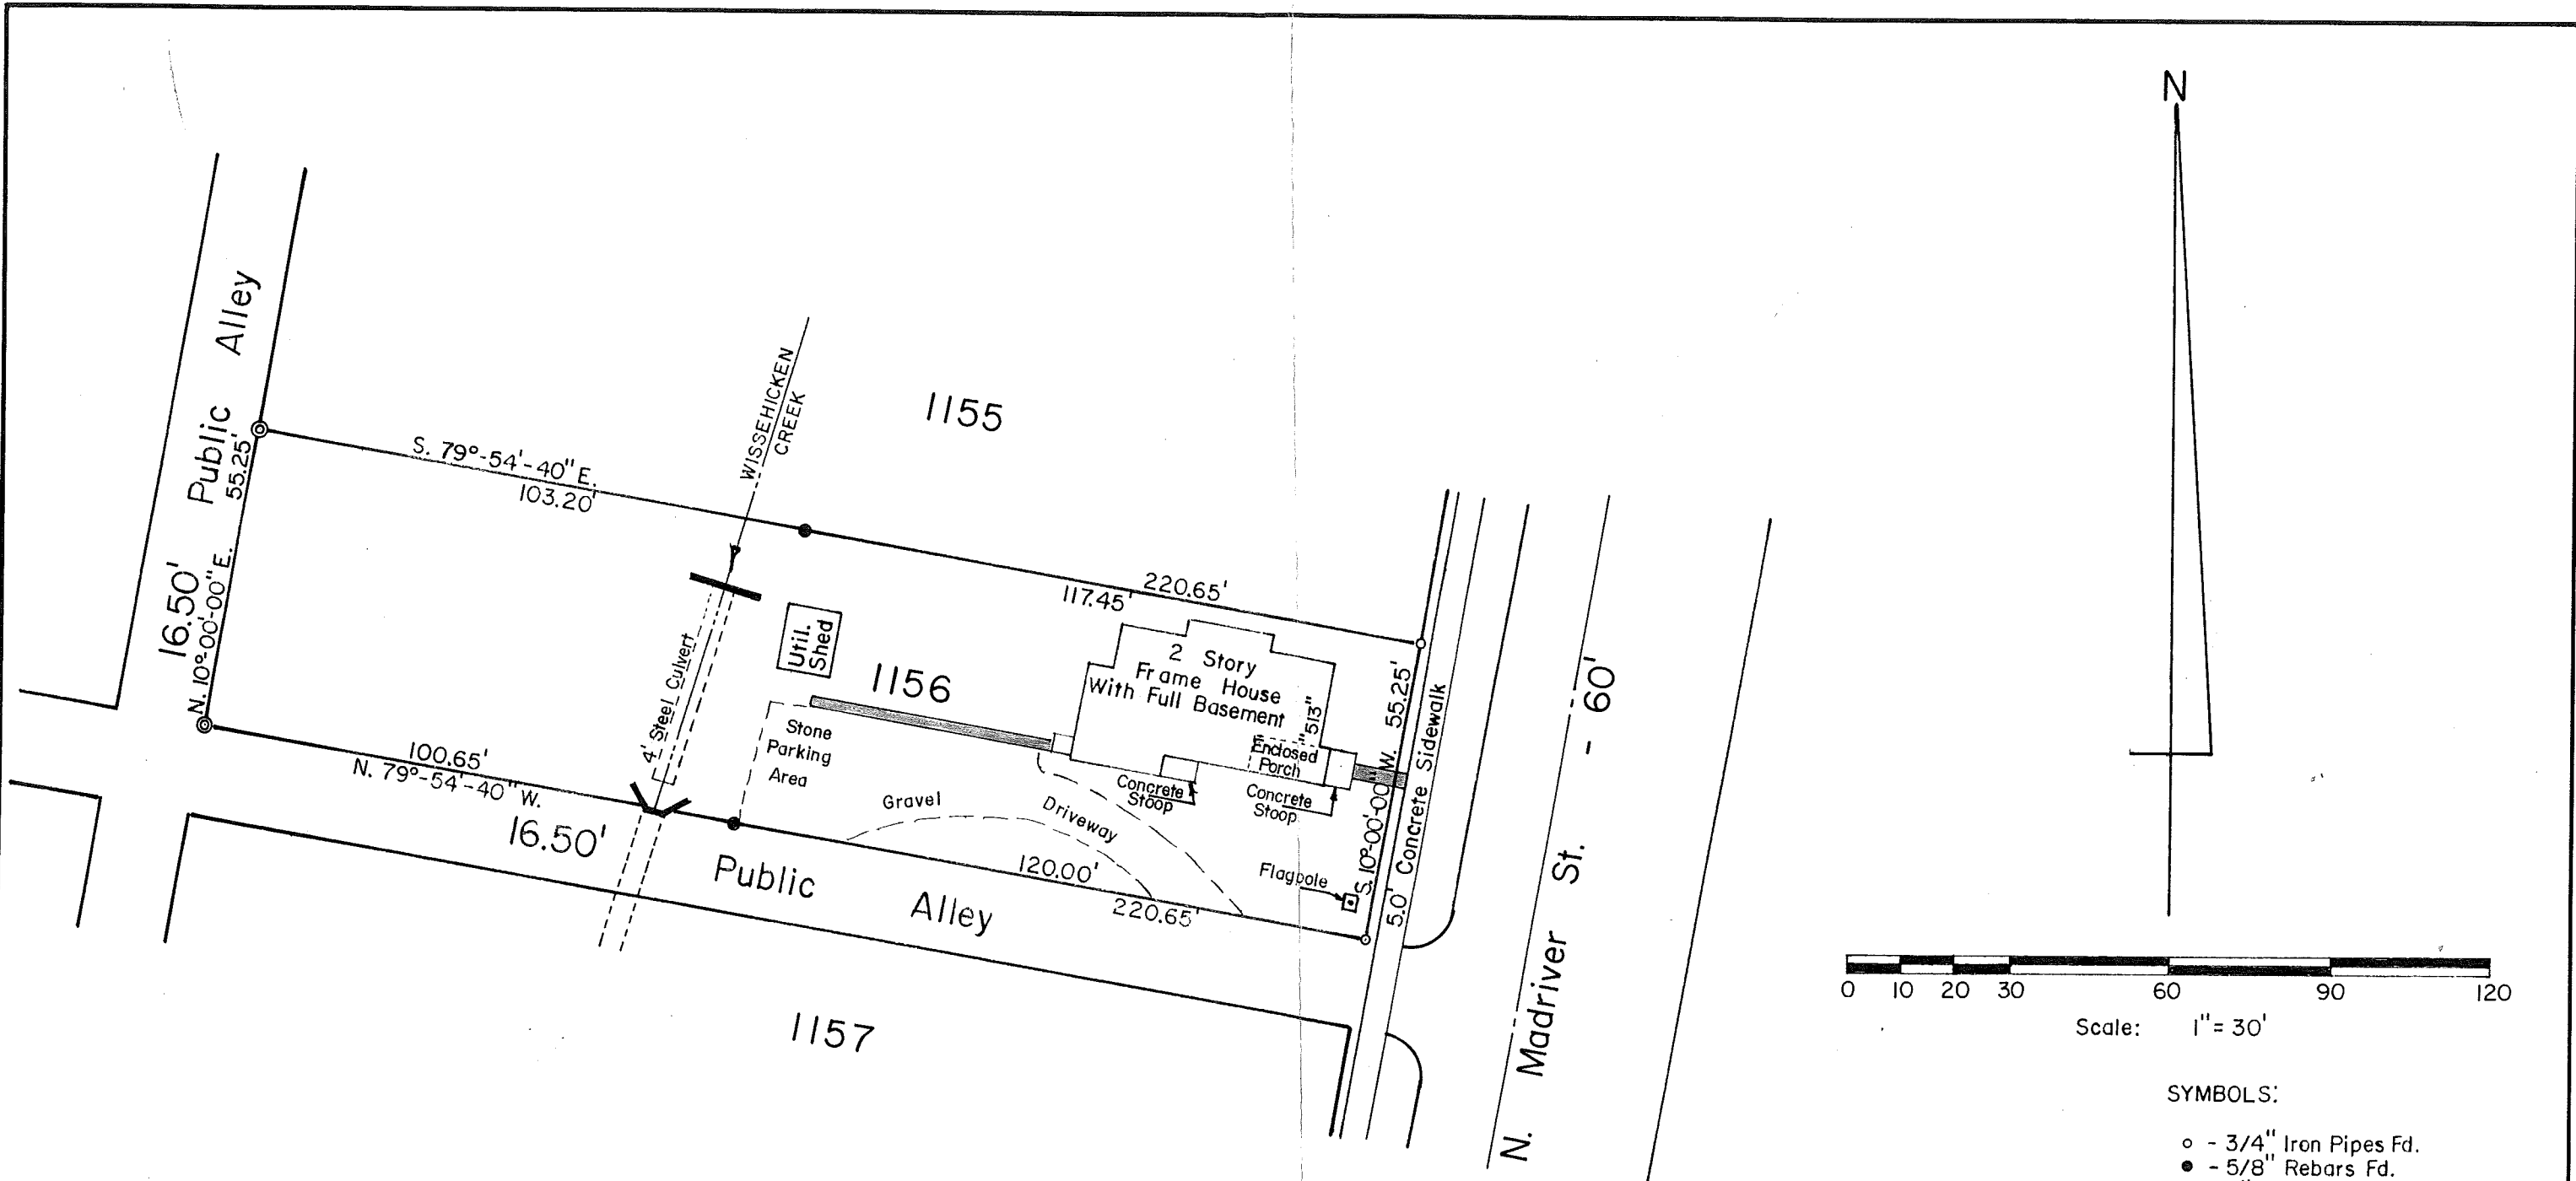 N
Public Alley
16.50'
N. 10°-00'-00" E. 55.25'
S. 79°-54'-40" E.
103.20'
WISSEHICKEN
CREEK
1155
220.65'
117.45'
4' Steel Culvert
Util.
Shed
1156
2 Story
Frame House
With Full Basement
"513"
Enclosed
Porch
Stone
Parking
Area
Concrete
Stoop
Concrete
Stoop
Gravel Driveway
Flagpole
S. 10°-00'-00" W. 55.25'
5.0' Concrete Sidewalk
N. Madriver St. - 60'
100.65'
N. 79°-54'-40" W.
16.50'
Public Alley
120.00'
220.65'
1157
0 10 20 30 60 90 120
Scale: 1" = 30'
SYMBOLS:
- 3/4" Iron Pipes Fd.
- 5/8" Rebars Fd.